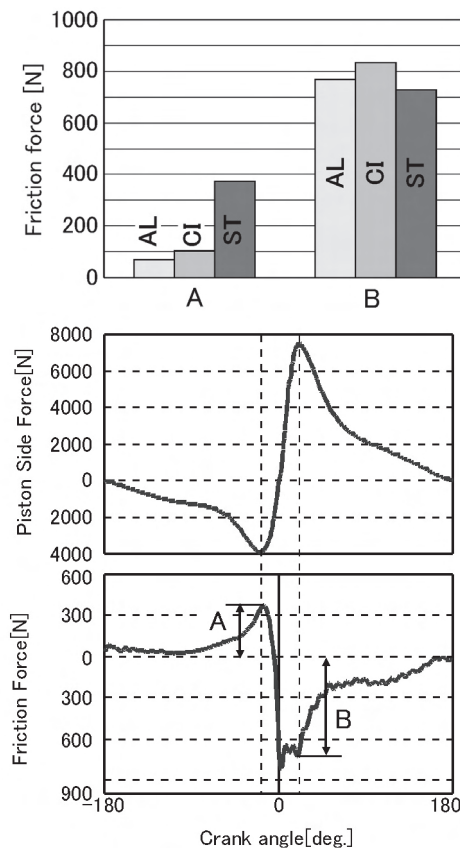 Friction force [N]
1000
800
600
400
200
0
AL
CI
ST
AL
CI
ST
A
B
Piston Side Force[N]
8000
6000
4000
2000
0
2000
4000
Friction Force[N]
600
300
0
300
600
900
A
B
-180
0
180
Crank angle[deg.]